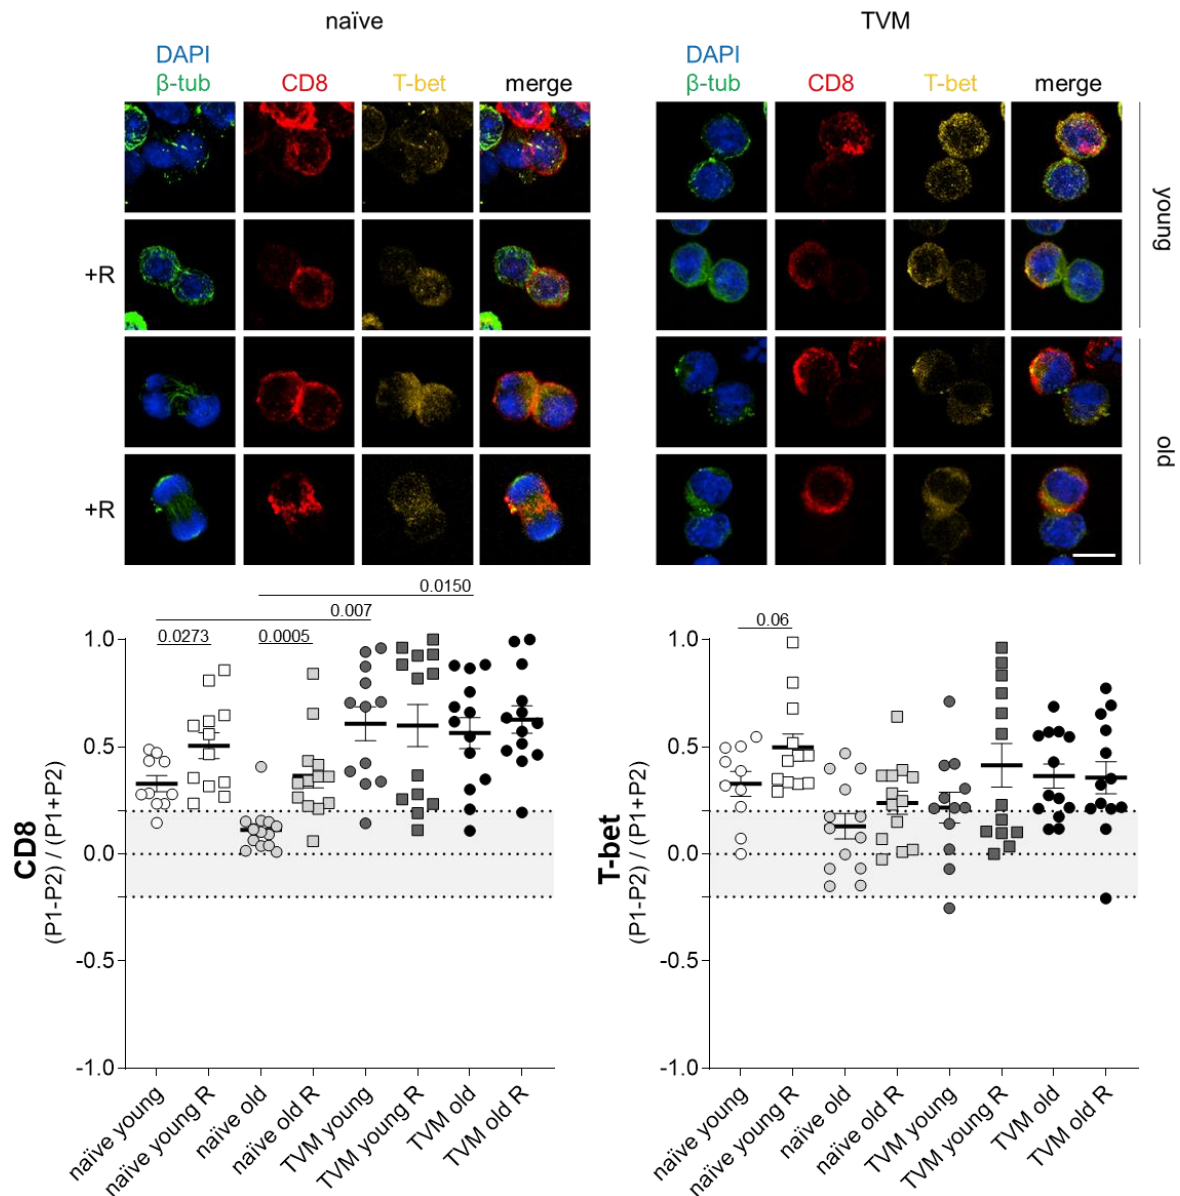 naïve
TVM
DAPI
β-tub
CD8
T-bet
merge
DAPI
β-tub
CD8
T-bet
merge
young
+R
old
+R
0.0150
0.007
0.0273
0.0005
1.0
0.5
0.0
-0.5
-1.0
CD8
(P1-P2) / (P1+P2)
naïve young
naïve young R
naïve old
naïve old R
TVM young
TVM young R
TVM old
TVM old R
0.06
1.0
0.5
0.0
-0.5
-1.0
T-bet
(P1-P2) / (P1+P2)
naïve young
naïve young R
naïve old
naïve old R
TVM young
TVM young R
TVM old
TVM old R